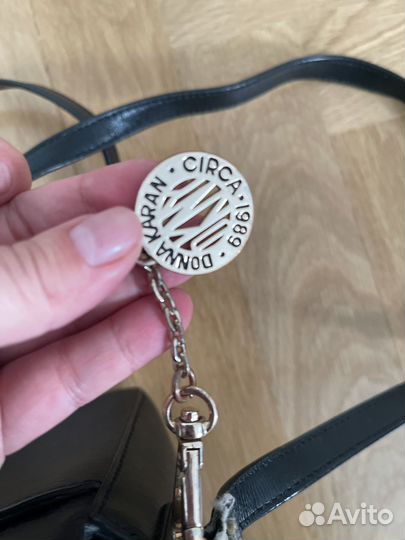 CIRCA · 1989 · DONNA KARAN ·
Avito